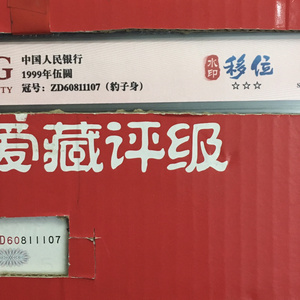 G
TY
中国人民银行
1999年伍圆
冠号：ZD60811107（豹子身）
水印
移位
☆☆☆
S
爱藏评级
D60811107